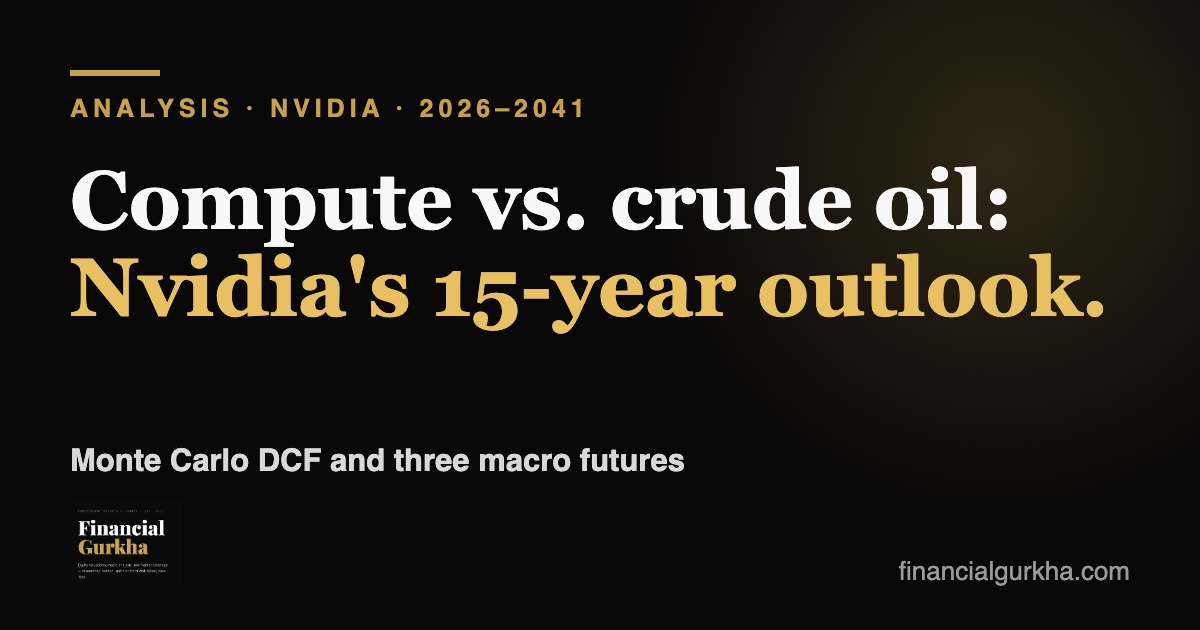 ANALYSIS · NVIDIA · 2026–2041
Compute vs. crude oil:
Nvidia's 15-year outlook.
Monte Carlo DCF and three macro futures
Financial
Gurkha
financialgurkha.com